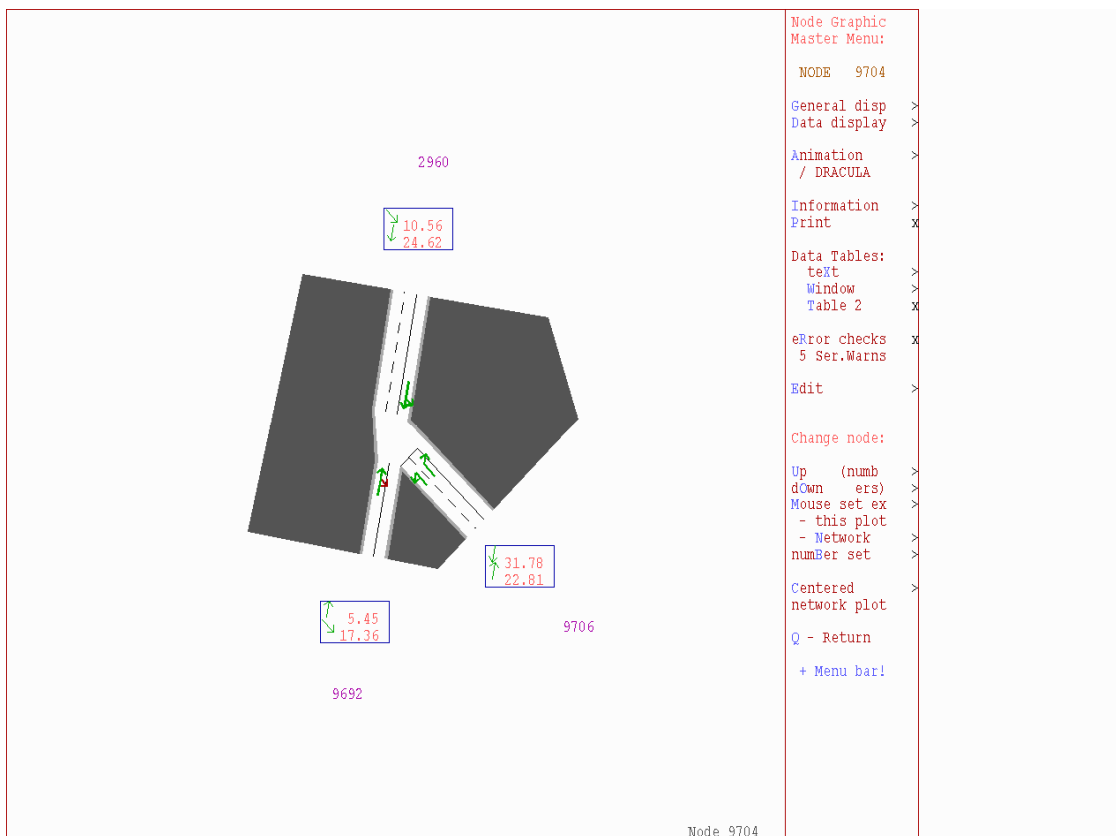 2960
10.56
24.62
31.78
22.81
9706
5.45
17.36
9692
Node 9704
Node Graphic
Master Menu:
NODE 9704
General disp >
Data display >
Animation >
/ DRACULA
Information >
Print x
Data Tables:
teXt >
Window >
Table 2 x
eRror checks x
5 Ser.Warns
Edit >
Change node:
Up (numb >
dOwn ers) >
Mouse set ex >
- this plot
- Network >
numBer set >
Centered >
network plot
Q - Return
+ Menu bar!